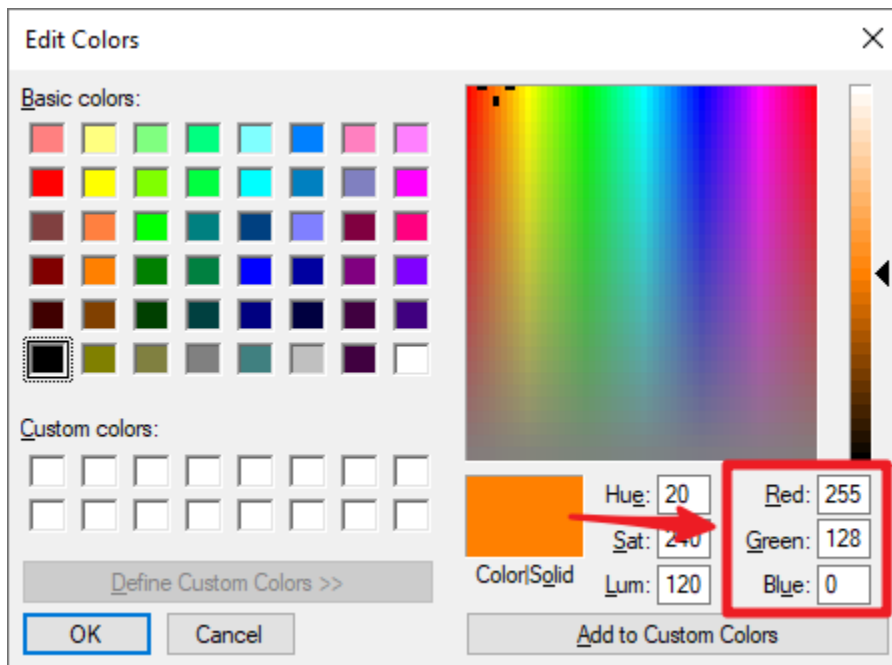 Edit Colors
Basic colors:
Custom colors:
Define Custom Colors >>
OK
Cancel
Color|Solid
Hue: 20
Sat: 240
Lum: 120
Red: 255
Green: 128
Blue: 0
Add to Custom Colors